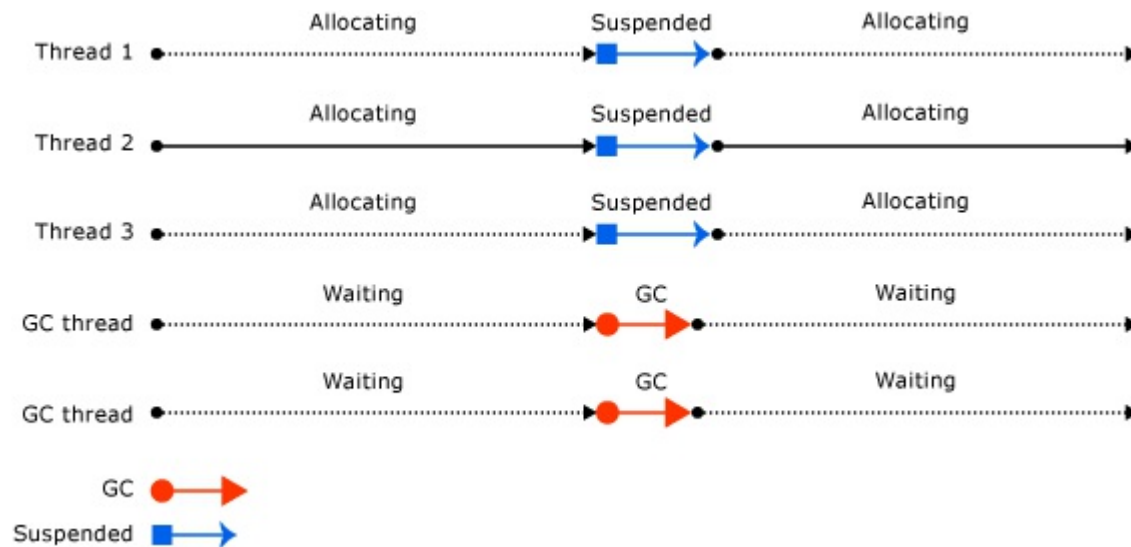 Allocating Suspended Allocating
Thread 1
Allocating Suspended Allocating
Thread 2
Allocating Suspended Allocating
Thread 3
Waiting GC Waiting
GC thread
Waiting GC Waiting
GC thread
GC
Suspended